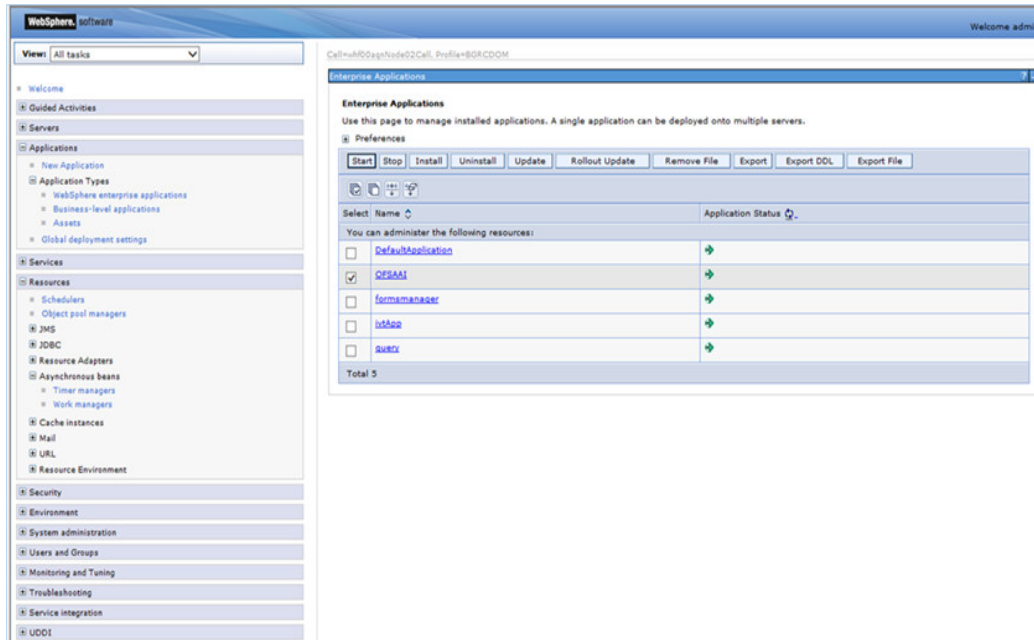 WebSphere. software
Welcome admi
View: All tasks
Cell=whf00aqnNode02Cell, Profile=BGRCDOM
Enterprise Applications
Welcome
Guided Activities
Servers
Applications
New Application
Application Types
WebSphere enterprise applications
Business-level applications
Assets
Global deployment settings
Services
Resources
Schedulers
Object pool managers
JMS
JDBC
Resource Adapters
Asynchronous beans
Timer managers
Work managers
Cache instances
Mail
URL
Resource Environment
Security
Environment
System administration
Users and Groups
Monitoring and Tuning
Troubleshooting
Service integration
UDDI
Enterprise Applications
Use this page to manage installed applications. A single application can be deployed onto multiple servers.
Preferences
Start Stop Install Uninstall Update Rollout Update Remove File Export Export DDL Export File
Select Name Application Status
You can administer the following resources:
DefaultApplication
OFSAAI
formsmanager
ivtApp
query
Total 5